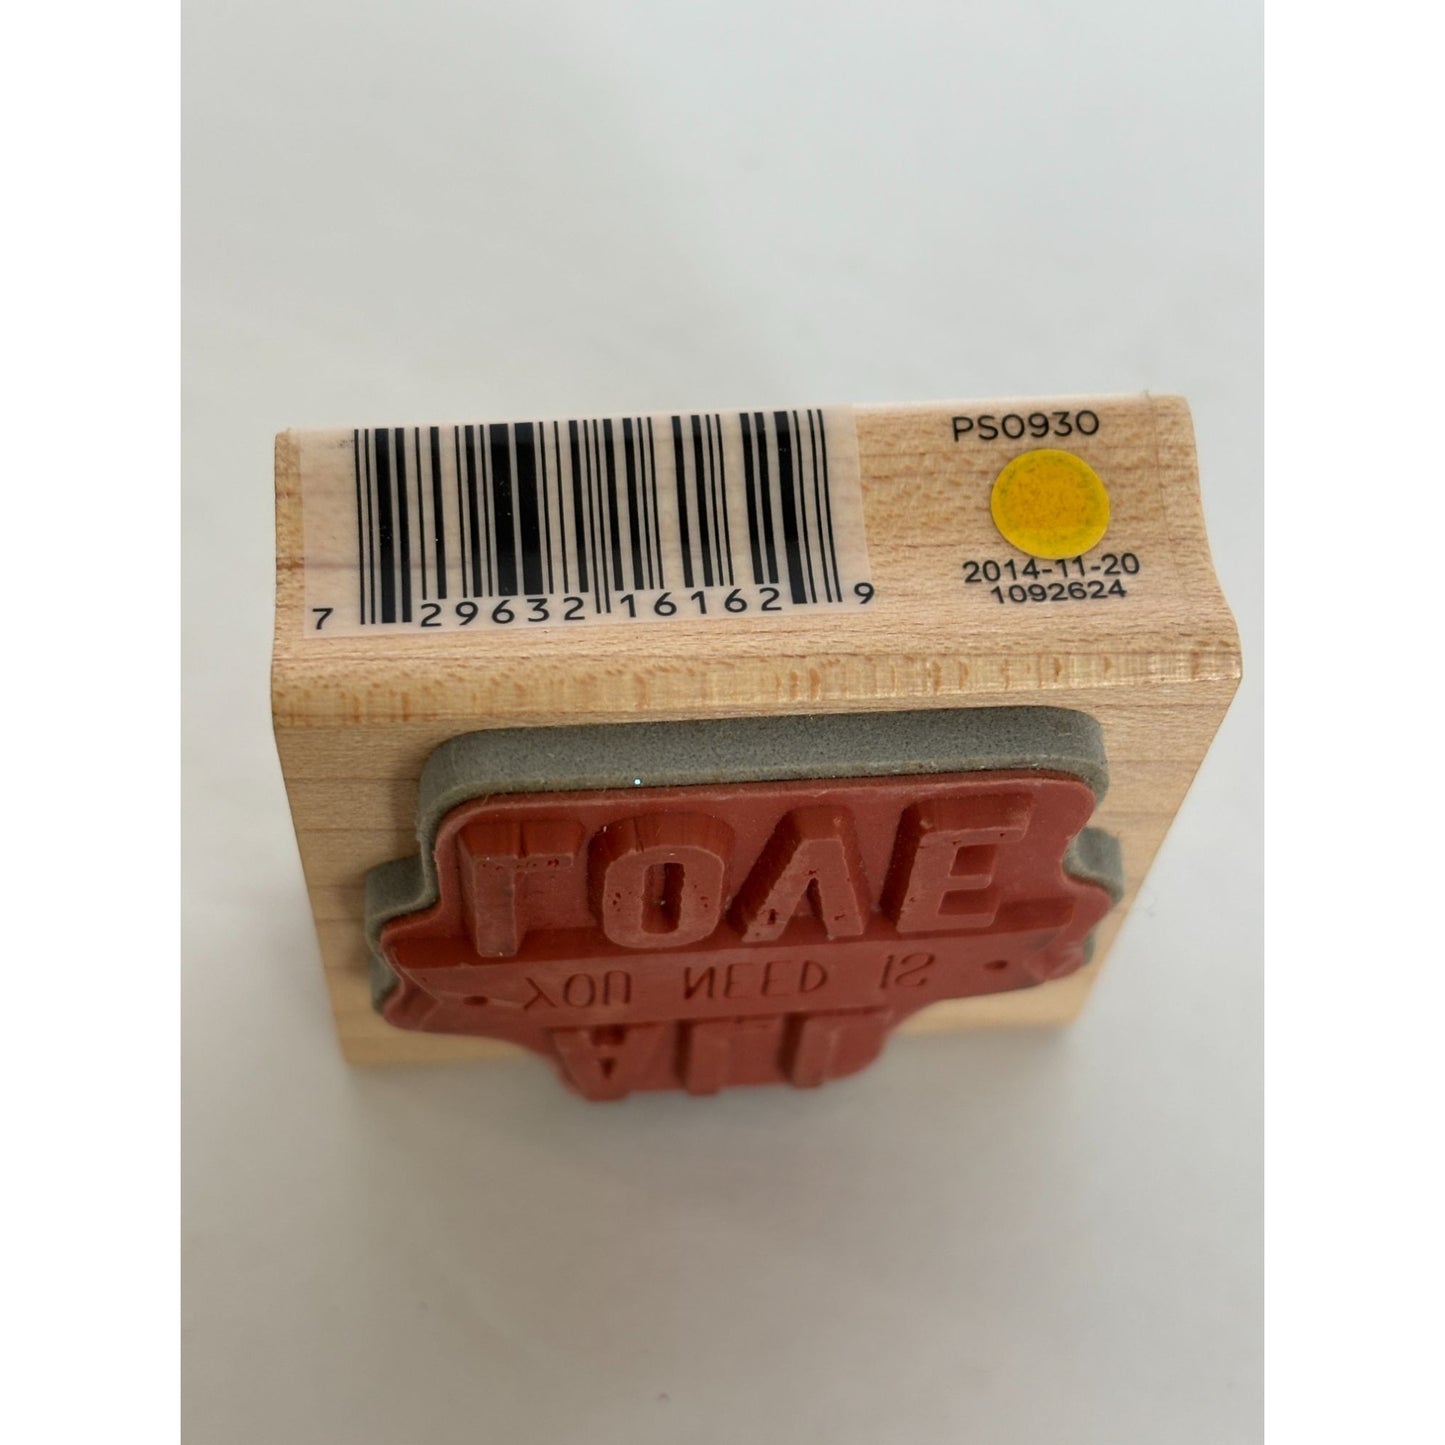 7 29632 16162 9
PS0930
2014-11-20
1092624
LOVE
• YOU NEED IS •
ALL